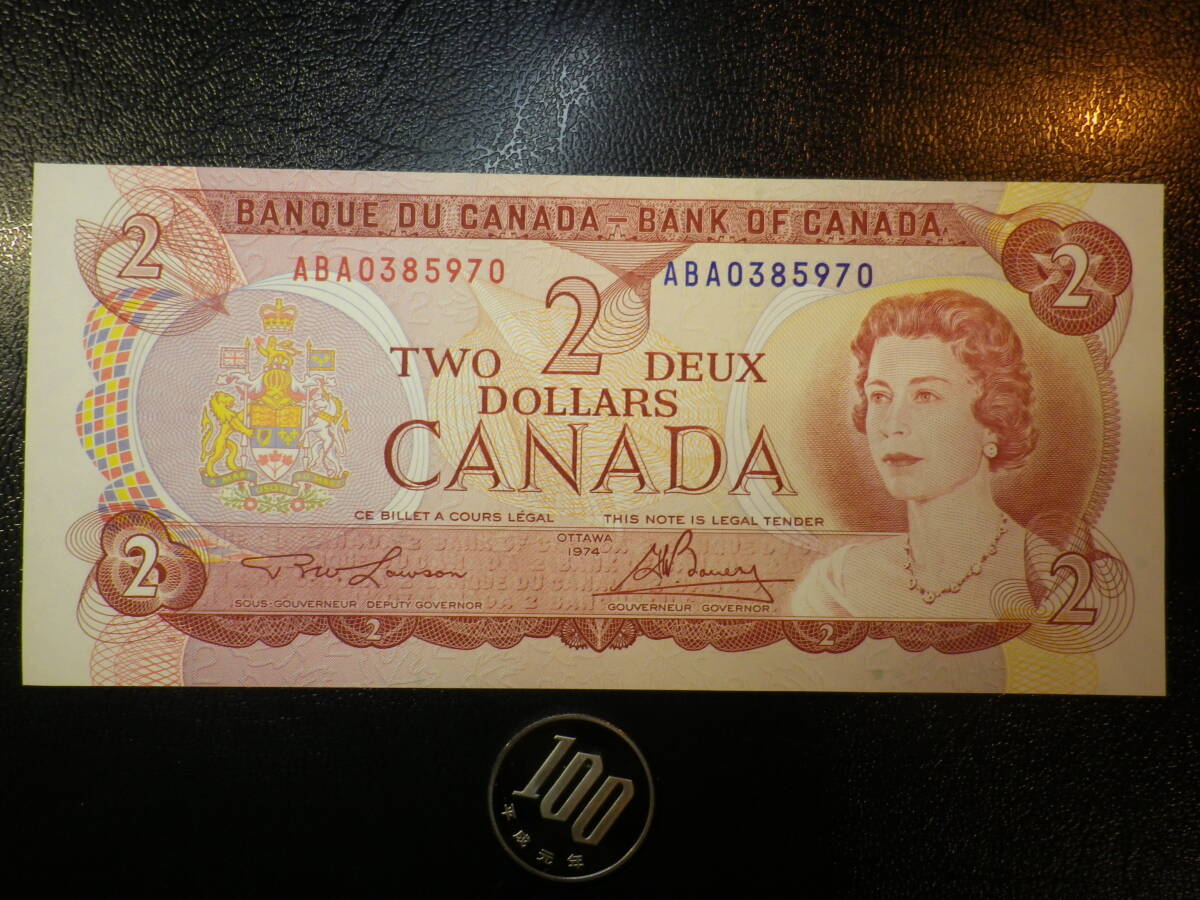 BANQUE DU CANADA – BANK OF CANADA
2 2
ABA0385970 ABA0385970
2
TWO DEUX
DOLLARS
CANADA
CE BILLET A COURS LÉGAL THIS NOTE IS LEGAL TENDER
OTTAWA
1974
2 2
R.W. Lawson G.K. Bouey
SOUS-GOUVERNEUR DEPUTY GOVERNOR GOUVERNEUR GOVERNOR
2 2
100
平成元年